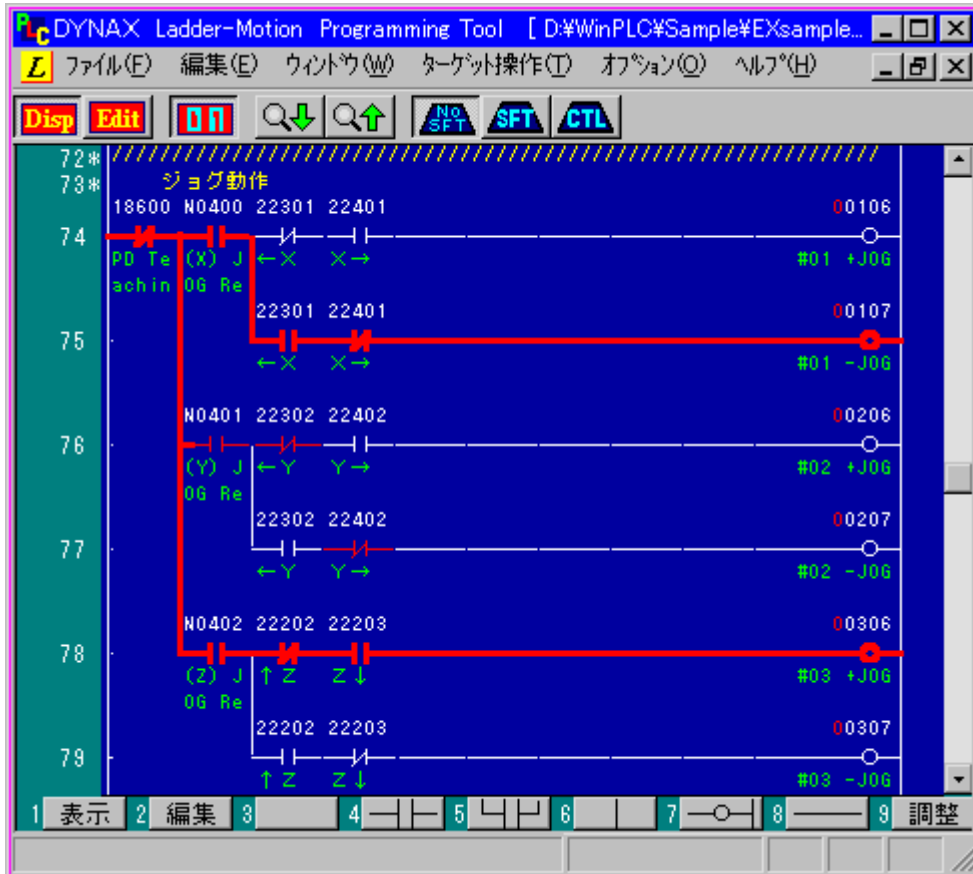 PLC DYNAX Ladder-Motion Programming Tool [ D:¥WinPLC¥Sample¥EXsample...
L ファイル(F) 編集(E) ウィンドウ(W) ターゲット操作(T) オプション(O) ヘルプ(H)
Disp Edit No SFT SFT CTL
72* ////////////////////////////////////////////////////
73* ジョグ動作
18600 N0400 22301 22401 00106
74
PD Te (X) J ←X X→ #01 +JOG
achin OG Re
22301 22401 00107
75
←X X→ #01 -JOG
N0401 22302 22402 00206
76
(Y) J ←Y Y→ #02 +JOG
OG Re
22302 22402 00207
77
←Y Y→ #02 -JOG
N0402 22202 22203 00306
78
(Z) J ↑Z Z↓ #03 +JOG
OG Re
22202 22203 00307
79
↑Z Z↓ #03 -JOG
1 表示 2 編集 3 4 5 6 7 8 9 調整